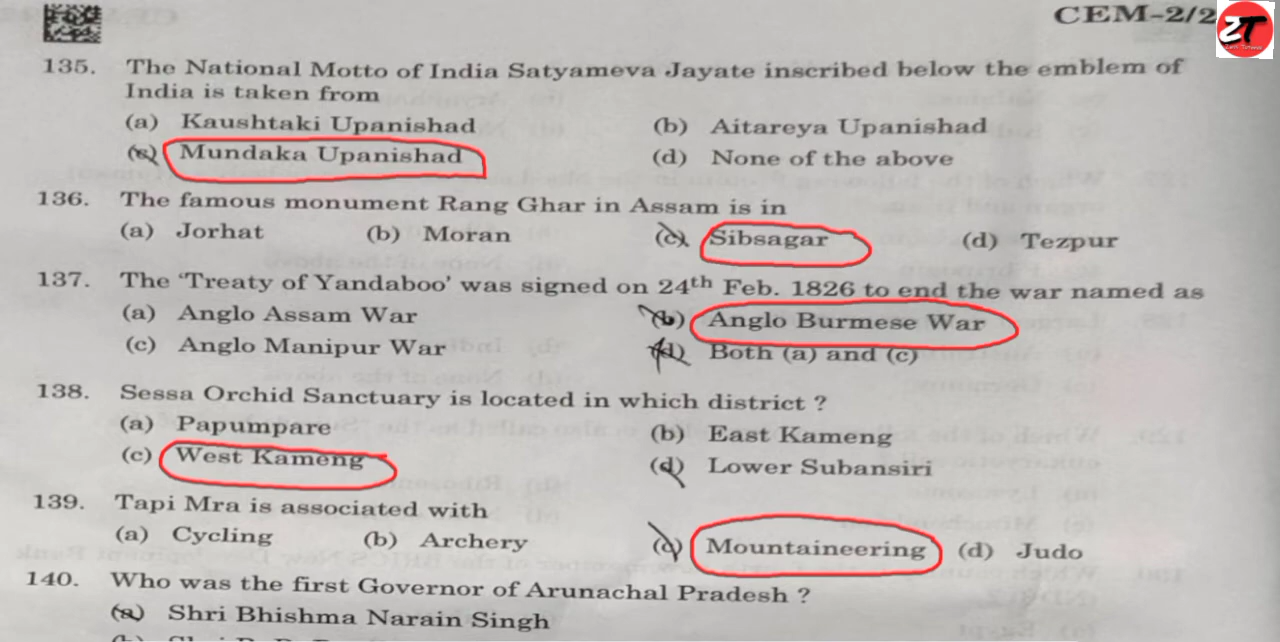 CEM-2/2
ZT
135. The National Motto of India Satyameva Jayate inscribed below the emblem of
India is taken from
(a) Kaushtaki Upanishad (b) Aitareya Upanishad
(c) Mundaka Upanishad (d) None of the above
136. The famous monument Rang Ghar in Assam is in
(a) Jorhat (b) Moran (c) Sibsagar (d) Tezpur
137. The 'Treaty of Yandaboo' was signed on 24th Feb. 1826 to end the war named as
(a) Anglo Assam War (b) Anglo Burmese War
(c) Anglo Manipur War (d) Both (a) and (c)
138. Sessa Orchid Sanctuary is located in which district ?
(a) Papumpare (b) East Kameng
(c) West Kameng (d) Lower Subansiri
139. Tapi Mra is associated with
(a) Cycling (b) Archery (c) Mountaineering (d) Judo
140. Who was the first Governor of Arunachal Pradesh ?
(a) Shri Bhishma Narain Singh